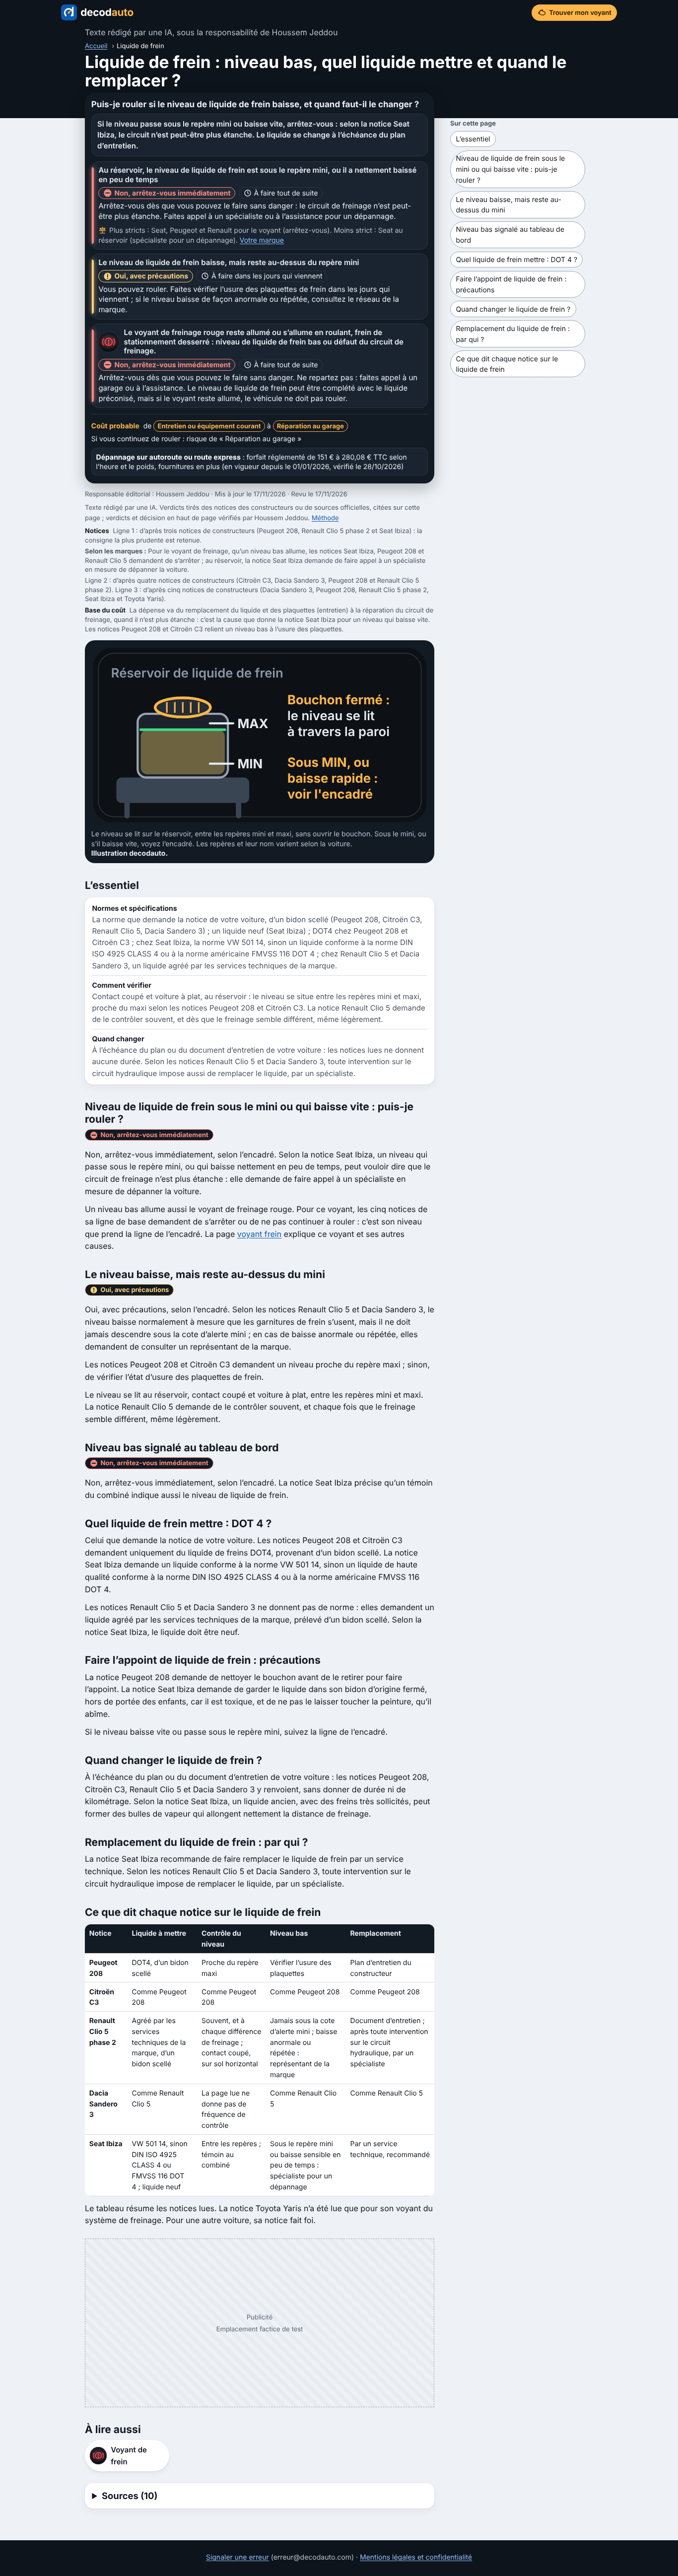 decodauto
Trouver mon voyant
Texte rédigé par une IA, sous la responsabilité de Houssem Jeddou
Accueil › Liquide de frein
Liquide de frein : niveau bas, quel liquide mettre et quand le
remplacer ?
Puis-je rouler si le niveau de liquide de frein baisse, et quand faut-il le changer ?
Si le niveau passe sous le repère mini ou baisse vite, arrêtez-vous : selon la notice Seat
Ibiza, le circuit n’est peut-être plus étanche. Le liquide se change à l’échéance du plan
d’entretien.
Au réservoir, le niveau de liquide de frein est sous le repère mini, ou il a nettement baissé
en peu de temps
Non, arrêtez-vous immédiatement
À faire tout de suite
Arrêtez-vous dès que vous pouvez le faire sans danger : le circuit de freinage n’est peut-
être plus étanche. Faites appel à un spécialiste ou à l’assistance pour un dépannage.
Plus stricts : Seat, Peugeot et Renault pour le voyant (arrêtez-vous). Moins strict : Seat au
réservoir (spécialiste pour un dépannage). Votre marque
Le niveau de liquide de frein baisse, mais reste au-dessus du repère mini
Oui, avec précautions
À faire dans les jours qui viennent
Vous pouvez rouler. Faites vérifier l’usure des plaquettes de frein dans les jours qui
viennent ; si le niveau baisse de façon anormale ou répétée, consultez le réseau de la
marque.
Le voyant de freinage rouge reste allumé ou s’allume en roulant, frein de
stationnement desserré : niveau de liquide de frein bas ou défaut du circuit de
freinage.
Non, arrêtez-vous immédiatement
À faire tout de suite
Arrêtez-vous dès que vous pouvez le faire sans danger. Ne repartez pas : faites appel à un
garage ou à l’assistance. Le niveau de liquide de frein peut être complété avec le liquide
préconisé, mais si le voyant reste allumé, le véhicule ne doit pas rouler.
Coût probable de Entretien ou équipement courant à Réparation au garage
Si vous continuez de rouler : risque de « Réparation au garage »
Dépannage sur autoroute ou route express : forfait réglementé de 151 € à 280,08 € TTC selon
l’heure et le poids, fournitures en plus (en vigueur depuis le 01/01/2026, vérifié le 28/10/2026)
Responsable éditorial : Houssem Jeddou · Mis à jour le 17/11/2026 · Revu le 17/11/2026
Texte rédigé par une IA. Verdicts tirés des notices des constructeurs ou de sources officielles, citées sur cette
page ; verdicts et décision en haut de page vérifiés par Houssem Jeddou. Méthode
Notices Ligne 1 : d’après trois notices de constructeurs (Peugeot 208, Renault Clio 5 phase 2 et Seat Ibiza) : la
consigne la plus prudente est retenue.
Selon les marques : Pour le voyant de freinage, qu’un niveau bas allume, les notices Seat Ibiza, Peugeot 208 et
Renault Clio 5 demandent de s’arrêter ; au réservoir, la notice Seat Ibiza demande de faire appel à un spécialiste
en mesure de dépanner la voiture.
Ligne 2 : d’après quatre notices de constructeurs (Citroën C3, Dacia Sandero 3, Peugeot 208 et Renault Clio 5
phase 2). Ligne 3 : d’après cinq notices de constructeurs (Dacia Sandero 3, Peugeot 208, Renault Clio 5 phase 2,
Seat Ibiza et Toyota Yaris).
Base du coût La dépense va du remplacement du liquide et des plaquettes (entretien) à la réparation du circuit de
freinage, quand il n’est plus étanche : c’est la cause que donne la notice Seat Ibiza pour un niveau qui baisse vite.
Les notices Peugeot 208 et Citroën C3 relient un niveau bas à l’usure des plaquettes.
Réservoir de liquide de frein
MAX
MIN
Bouchon fermé :
le niveau se lit
à travers la paroi
Sous MIN, ou
baisse rapide :
voir l'encadré
Le niveau se lit sur le réservoir, entre les repères mini et maxi, sans ouvrir le bouchon. Sous le mini, ou
s’il baisse vite, voyez l’encadré. Les repères et leur nom varient selon la voiture.
Illustration decodauto.
L’essentiel
Normes et spécifications
La norme que demande la notice de votre voiture, d’un bidon scellé (Peugeot 208, Citroën C3,
Renault Clio 5, Dacia Sandero 3) ; un liquide neuf (Seat Ibiza) ; DOT4 chez Peugeot 208 et
Citroën C3 ; chez Seat Ibiza, la norme VW 501 14, sinon un liquide conforme à la norme DIN
ISO 4925 CLASS 4 ou à la norme américaine FMVSS 116 DOT 4 ; chez Renault Clio 5 et Dacia
Sandero 3, un liquide agréé par les services techniques de la marque.
Comment vérifier
Contact coupé et voiture à plat, au réservoir : le niveau se situe entre les repères mini et maxi,
proche du maxi selon les notices Peugeot 208 et Citroën C3. La notice Renault Clio 5 demande
de le contrôler souvent, et dès que le freinage semble différent, même légèrement.
Quand changer
À l’échéance du plan ou du document d’entretien de votre voiture : les notices lues ne donnent
aucune durée. Selon les notices Renault Clio 5 et Dacia Sandero 3, toute intervention sur le
circuit hydraulique impose aussi de remplacer le liquide, par un spécialiste.
Niveau de liquide de frein sous le mini ou qui baisse vite : puis-je
rouler ?
Non, arrêtez-vous immédiatement
Non, arrêtez-vous immédiatement, selon l’encadré. Selon la notice Seat Ibiza, un niveau qui
passe sous le repère mini, ou qui baisse nettement en peu de temps, peut vouloir dire que le
circuit de freinage n’est plus étanche : elle demande de faire appel à un spécialiste en
mesure de dépanner la voiture.
Un niveau bas allume aussi le voyant de freinage rouge. Pour ce voyant, les cinq notices de
sa ligne de base demandent de s’arrêter ou de ne pas continuer à rouler : c’est son niveau
que prend la ligne de l’encadré. La page voyant frein explique ce voyant et ses autres
causes.
Le niveau baisse, mais reste au-dessus du mini
Oui, avec précautions
Oui, avec précautions, selon l’encadré. Selon les notices Renault Clio 5 et Dacia Sandero 3, le
niveau baisse normalement à mesure que les garnitures de frein s’usent, mais il ne doit
jamais descendre sous la cote d’alerte mini ; en cas de baisse anormale ou répétée, elles
demandent de consulter un représentant de la marque.
Les notices Peugeot 208 et Citroën C3 demandent un niveau proche du repère maxi ; sinon,
de vérifier l’état d’usure des plaquettes de frein.
Le niveau se lit au réservoir, contact coupé et voiture à plat, entre les repères mini et maxi.
La notice Renault Clio 5 demande de le contrôler souvent, et chaque fois que le freinage
semble différent, même légèrement.
Niveau bas signalé au tableau de bord
Non, arrêtez-vous immédiatement
Non, arrêtez-vous immédiatement, selon l’encadré. La notice Seat Ibiza précise qu’un témoin
du combiné indique aussi le niveau de liquide de frein.
Quel liquide de frein mettre : DOT 4 ?
Celui que demande la notice de votre voiture. Les notices Peugeot 208 et Citroën C3
demandent uniquement du liquide de freins DOT4, provenant d’un bidon scellé. La notice
Seat Ibiza demande un liquide conforme à la norme VW 501 14, sinon un liquide de haute
qualité conforme à la norme DIN ISO 4925 CLASS 4 ou à la norme américaine FMVSS 116
DOT 4.
Les notices Renault Clio 5 et Dacia Sandero 3 ne donnent pas de norme : elles demandent un
liquide agréé par les services techniques de la marque, prélevé d’un bidon scellé. Selon la
notice Seat Ibiza, le liquide doit être neuf.
Faire l’appoint de liquide de frein : précautions
La notice Peugeot 208 demande de nettoyer le bouchon avant de le retirer pour faire
l’appoint. La notice Seat Ibiza demande de garder le liquide dans son bidon d’origine fermé,
hors de portée des enfants, car il est toxique, et de ne pas le laisser toucher la peinture, qu’il
abîme.
Si le niveau baisse vite ou passe sous le repère mini, suivez la ligne de l’encadré.
Quand changer le liquide de frein ?
À l’échéance du plan ou du document d’entretien de votre voiture : les notices Peugeot 208,
Citroën C3, Renault Clio 5 et Dacia Sandero 3 y renvoient, sans donner de durée ni de
kilométrage. Selon la notice Seat Ibiza, un liquide ancien, avec des freins très sollicités, peut
former des bulles de vapeur qui allongent nettement la distance de freinage.
Remplacement du liquide de frein : par qui ?
La notice Seat Ibiza recommande de faire remplacer le liquide de frein par un service
technique. Selon les notices Renault Clio 5 et Dacia Sandero 3, toute intervention sur le
circuit hydraulique impose de remplacer le liquide, par un spécialiste.
Ce que dit chaque notice sur le liquide de frein
Notice Liquide à mettre Contrôle du niveau Niveau bas Remplacement
Peugeot 208 DOT4, d’un bidon scellé Proche du repère maxi Vérifier l’usure des plaquettes Plan d’entretien du constructeur
Citroën C3 Comme Peugeot 208 Comme Peugeot 208 Comme Peugeot 208 Comme Peugeot 208
Renault Clio 5 phase 2 Agréé par les services techniques de la marque, d’un bidon scellé Souvent, et à chaque différence de freinage ; contact coupé, sur sol horizontal Jamais sous la cote d’alerte mini ; baisse anormale ou répétée : représentant de la marque Document d’entretien ; après toute intervention sur le circuit hydraulique, par un spécialiste
Dacia Sandero 3 Comme Renault Clio 5 La page lue ne donne pas de fréquence de contrôle Comme Renault Clio 5 Comme Renault Clio 5
Seat Ibiza VW 501 14, sinon DIN ISO 4925 CLASS 4 ou FMVSS 116 DOT 4 ; liquide neuf Entre les repères ; témoin au combiné Sous le repère mini ou baisse sensible en peu de temps : spécialiste pour un dépannage Par un service technique, recommandé
Le tableau résume les notices lues. La notice Toyota Yaris n’a été lue que pour son voyant du
système de freinage. Pour une autre voiture, sa notice fait foi.
Publicité
Emplacement factice de test
À lire aussi
Voyant de
frein
Sources (10)
Sur cette page
L’essentiel
Niveau de liquide de frein sous le
mini ou qui baisse vite : puis-je
rouler ?
Le niveau baisse, mais reste au-
dessus du mini
Niveau bas signalé au tableau de
bord
Quel liquide de frein mettre : DOT 4 ?
Faire l’appoint de liquide de frein :
précautions
Quand changer le liquide de frein ?
Remplacement du liquide de frein :
par qui ?
Ce que dit chaque notice sur le
liquide de frein
Signaler une erreur (erreur@decodauto.com) · Mentions légales et confidentialité